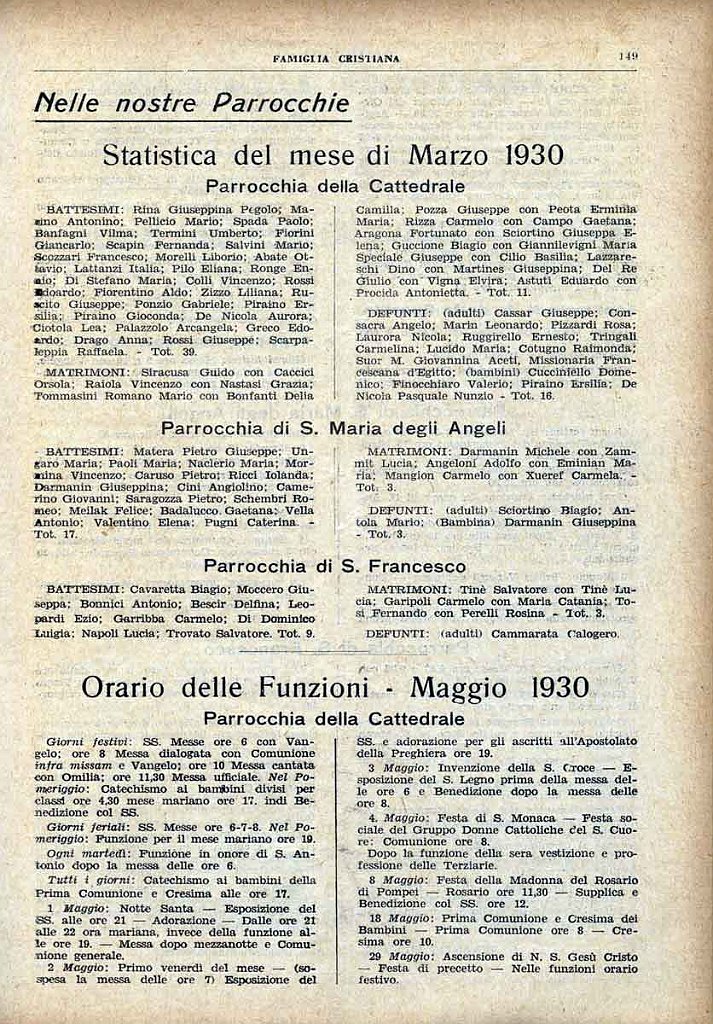 FAMIGLIA CRISTIANA
149
Nelle nostre Parrocchie
Statistica del mese di Marzo 1930
Parrocchia della Cattedrale
BATTESIMI: Rina Giuseppina Pegolo; Ma-
ino Antonino; Pellicio Mario; Spada Paolo;
Banfagni Vilma; Termini Umberto; Fiorini
Giancarlo; Scapin Fernanda; Salvini Mario;
Scozzari Francesco; Morelli Liborio; Abate Ot-
tavio; Lattanzi Italia; Pilo Eliana; Ronge En-
nio; Di Stefano Maria; Colli Vincenzo; Rossi
Edoardo; Fiorentino Aldo; Zizzo Liliana; Ru-
scito Giuseppe; Ponzio Gabriele; Piraino Er-
silia; Piraino Gioconda; De Nicola Aurora;
Ciotola Lea; Palazzolo Arcangela; Greco Edo-
ardo; Drago Anna; Rossi Giuseppe; Scarpa-
leppia Raffaela. - Tot. 39.
MATRIMONI: Siracusa Guido con Caccici
Orsola; Raiola Vincenzo con Nastasi Grazia;
Tommasini Romano Mario con Bonfanti Delia
Camilla; Pozza Giuseppe con Peota Erminia
Maria; Rizza Carmelo con Campo Gaetana;
Aragona Fortunato con Sciortino Giuseppa E-
lena; Guccione Biagio con Giannilevigni Maria
Speciale Giuseppe con Cilio Basilia; Lazzare-
schi Dino con Martines Giuseppina; Del Re
Giulio con Vigna Elvira; Astuti Eduardo con
Procida Antonietta. - Tot. 11.
DEFUNTI: (adulti) Cassar Giuseppe; Con-
sacra Angelo; Marin Leonardo; Pizzardi Rosa;
Laurora Nicola; Ruggirello Ernesto; Tringali
Carmelina; Lucido Maria; Cotugno Raimonda;
Suor M. Giovannina Aceti, Missionaria Fran-
cescana d'Egitto; (bambini) Cucciniello Dome-
nico; Finocchiaro Valerio; Piraino Ersilia; De
Nicola Pasquale Nunzio - Tot. 16.
Parrocchia di S. Maria degli Angeli
BATTESIMI: Matera Pietro Giuseppe; Un-
garo Maria; Paoli Maria; Naclerio Maria; Mor-
mina Vincenzo; Caruso Pietro; Ricci Iolanda;
Darmanin Giuseppina; Cini Angiolino; Came-
rino Giovanni; Saragozza Pietro; Schembri Ro-
meo; Meilak Felice; Badalucco. Gaetana; Vella
Antonio; Valentino Elena; Pugni Caterina. -
Tot. 17.
MATRIMONI: Darmanin Michele con Zam-
mit Lucia; Angeloni Adolfo con Eminian Ma-
ria; Mangion Carmelo con Xueref Carmela. -
Tot. 3.
DEFUNTI: (adulti) Sciortino Biagio; An-
tola Mario; (Bambina) Darmanin Giuseppina
- Tot. 3.
Parrocchia di S. Francesco
BATTESIMI: Cavaretta Biagio; Moccero Giu-
seppa; Bonnici Antonio; Bescir Delfina; Leo-
pardi Ezio; Garribba Carmelo; Di Dominico
Luigia; Napoli Lucia; Trovato Salvatore. Tot. 9.
MATRIMONI: Tinè Salvatore con Tinè Lu-
cia; Garipoli Carmelo con Maria Catania; To-
si Fernando con Perelli Rosina - Tot. 3.
DEFUNTI: (adulti) Cammarata Calogero.
Orario delle Funzioni - Maggio 1930
Parrocchia della Cattedrale
Giorni festivi: SS. Messe ore 6 con Van-
gelo; ore 8 Messa dialogata con Comunione
infra missam e Vangelo; ore 10 Messa cantata
con Omilia; ore 11,30 Messa ufficiale. Nel Po-
meriggio: Catechismo ai bambini divisi per
classi ore 4,30 mese mariano ore 17. indi Be-
nedizione col SS.
Giorni feriali: SS. Messe ore 6-7-8. Nel Po-
meriggio: Funzione per il mese mariano ore 19.
Ogni martedì: Funzione in onore di S. An-
tonio dopo la messa delle ore 6.
Tutti i giorni: Catechismo ai bambini della
Prima Comunione e Cresima alle ore 17.
1 Maggio: Notte Santa — Esposizione del
SS. alle ore 21 — Adorazione — Dalle ore 21
alle 22 ora mariana, invece della funzione al-
le ore 19. — Messa dopo mezzanotte e Comu-
nione generale.
2 Maggio: Primo venerdì del mese — (so-
spesa la messa delle ore 7) Esposizione del
SS. e adorazione per gli ascritti all'Apostolato
della Preghiera ore 19.
3 Maggio: Invenzione della S. Croce — E-
sposizione del S. Legno prima della messa del-
le ore 6 e Benedizione dopo la messa delle
ore 8.
4. Maggio: Festa di S. Monaca — Festa so-
ciale del Gruppo Donne Cattoliche del S. Cuo-
re: Comunione ore 8.
Dopo la funzione della sera vestizione e pro-
fessione delle Terziarie.
8 Maggio: Festa della Madonna del Rosario
di Pompei — Rosario ore 11,30 — Supplica e
Benedizione col SS. ore 12.
18 Maggio: Prima Comunione e Cresima dei
Bambini — Prima Comunione ore 8 — Cre-
sima ore 10.
29 Maggio: Ascensione di N. S. Gesù Cristo
— Festa di precetto — Nelle funzioni orario
festivo.